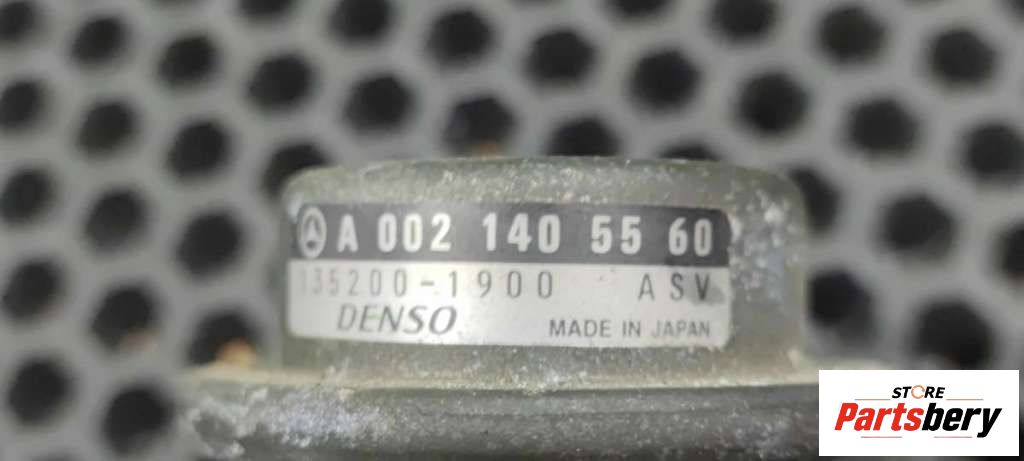 A 002 140 55 60
135200-1900 ASV
DENSO MADE IN JAPAN
STORE
Partsbery